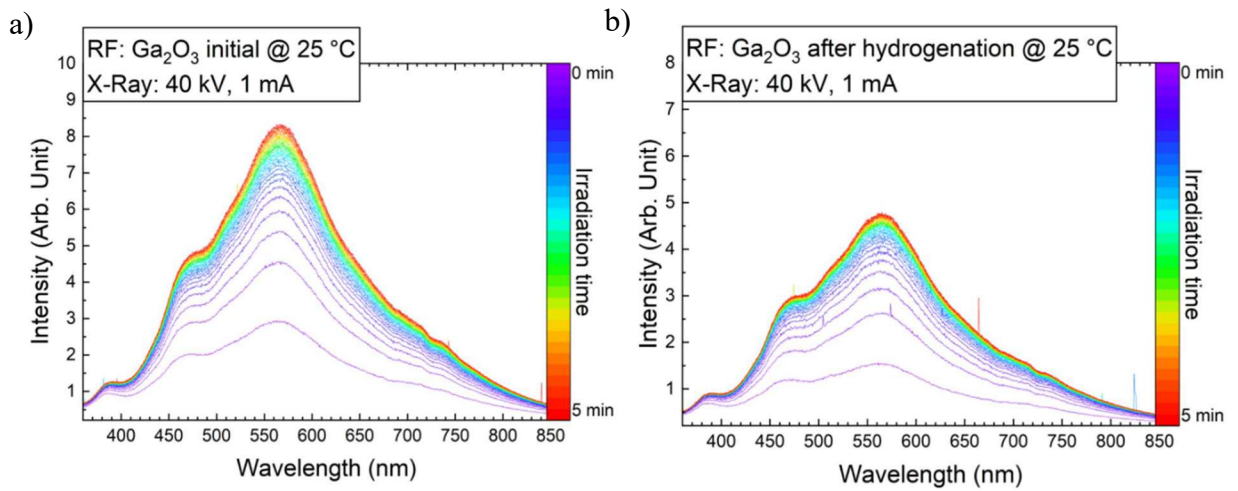 a)
RF: Ga₂O₃ initial @ 25 °C
X-Ray: 40 kV, 1 mA
10
9
8
7
6
5
4
3
2
1
Intensity (Arb. Unit)
400 450 500 550 600 650 700 750 800 850
Wavelength (nm)
0 min
Irradiation time
5 min
b)
RF: Ga₂O₃ after hydrogenation @ 25 °C
X-Ray: 40 kV, 1 mA
8
7
6
5
4
3
2
1
Intensity (Arb. Unit)
400 450 500 550 600 650 700 750 800 850
Wavelength (nm)
0 min
Irradiation time
5 min